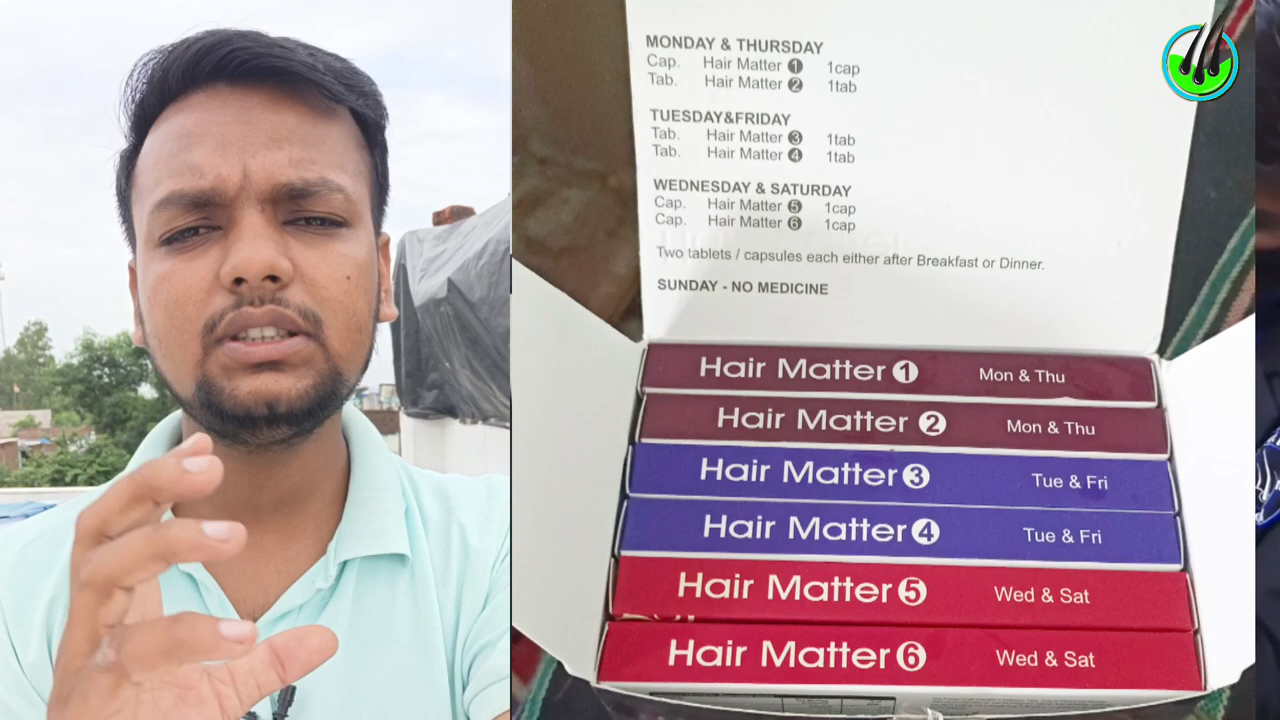 MONDAY & THURSDAY
Cap. Hair Matter 1 1cap
Tab. Hair Matter 2 1tab
TUESDAY&FRIDAY
Tab. Hair Matter 3 1tab
Tab. Hair Matter 4 1tab
WEDNESDAY & SATURDAY
Cap. Hair Matter 5 1cap
Cap. Hair Matter 6 1cap
Two tablets / capsules each either after Breakfast or Dinner.
SUNDAY - NO MEDICINE
Hair Matter 1 Mon & Thu
Hair Matter 2 Mon & Thu
Hair Matter 3 Tue & Fri
Hair Matter 4 Tue & Fri
Hair Matter 5 Wed & Sat
Hair Matter 6 Wed & Sat